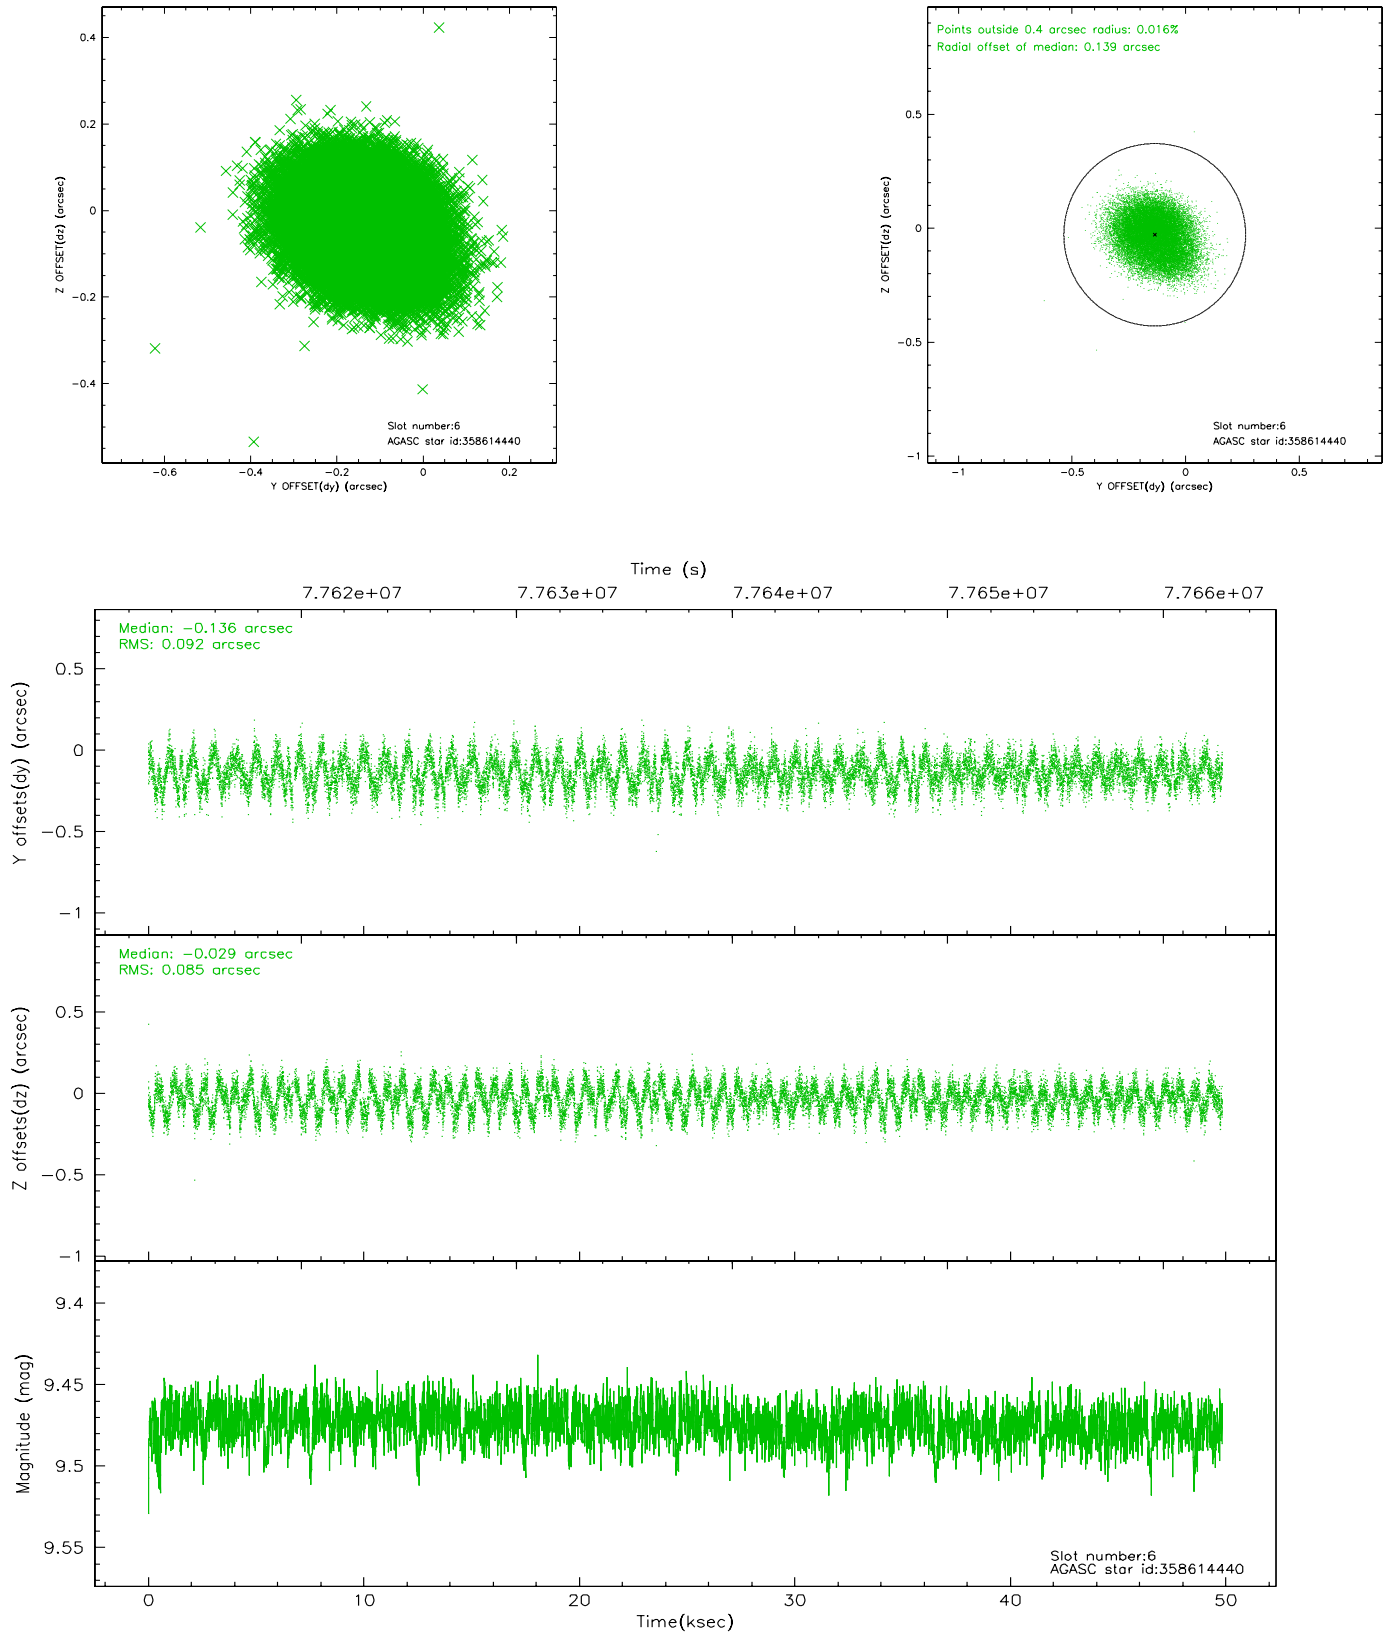 0.4
0.2
0
−0.2
−0.4
Z OFFSET(dz) (arcsec)
Slot number:6
AGASC star id:358614440
−0.6 −0.4 −0.2 0 0.2
Y OFFSET(dy) (arcsec)
Points outside 0.4 arcsec radius: 0.016%
Radial offset of median: 0.139 arcsec
0.5
0
−0.5
−1
Z OFFSET(dz) (arcsec)
Slot number:6
AGASC star id:358614440
−1 −0.5 0 0.5
Y OFFSET(dy) (arcsec)
Time (s)
7.762e+07 7.763e+07 7.764e+07 7.765e+07 7.766e+07
Median: −0.136 arcsec
RMS: 0.092 arcsec
0.5
0
−0.5
−1
Y offsets(dy) (arcsec)
Median: −0.029 arcsec
RMS: 0.085 arcsec
0.5
0
−0.5
−1
Z offsets(dz) (arcsec)
9.4
9.45
9.5
9.55
Magnitude (mag)
Slot number:6
AGASC star id:358614440
0 10 20 30 40 50
Time(ksec)